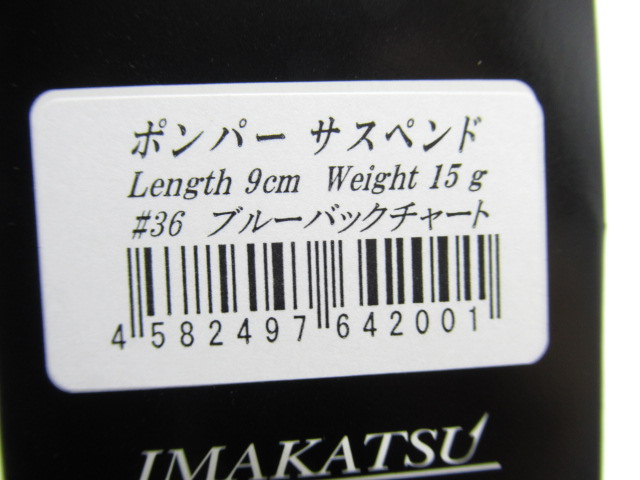 ポンパー サスペンド
Length 9cm Weight 15 g
#36 ブルーバックチャート
4 582497 642001
IMAKATSU